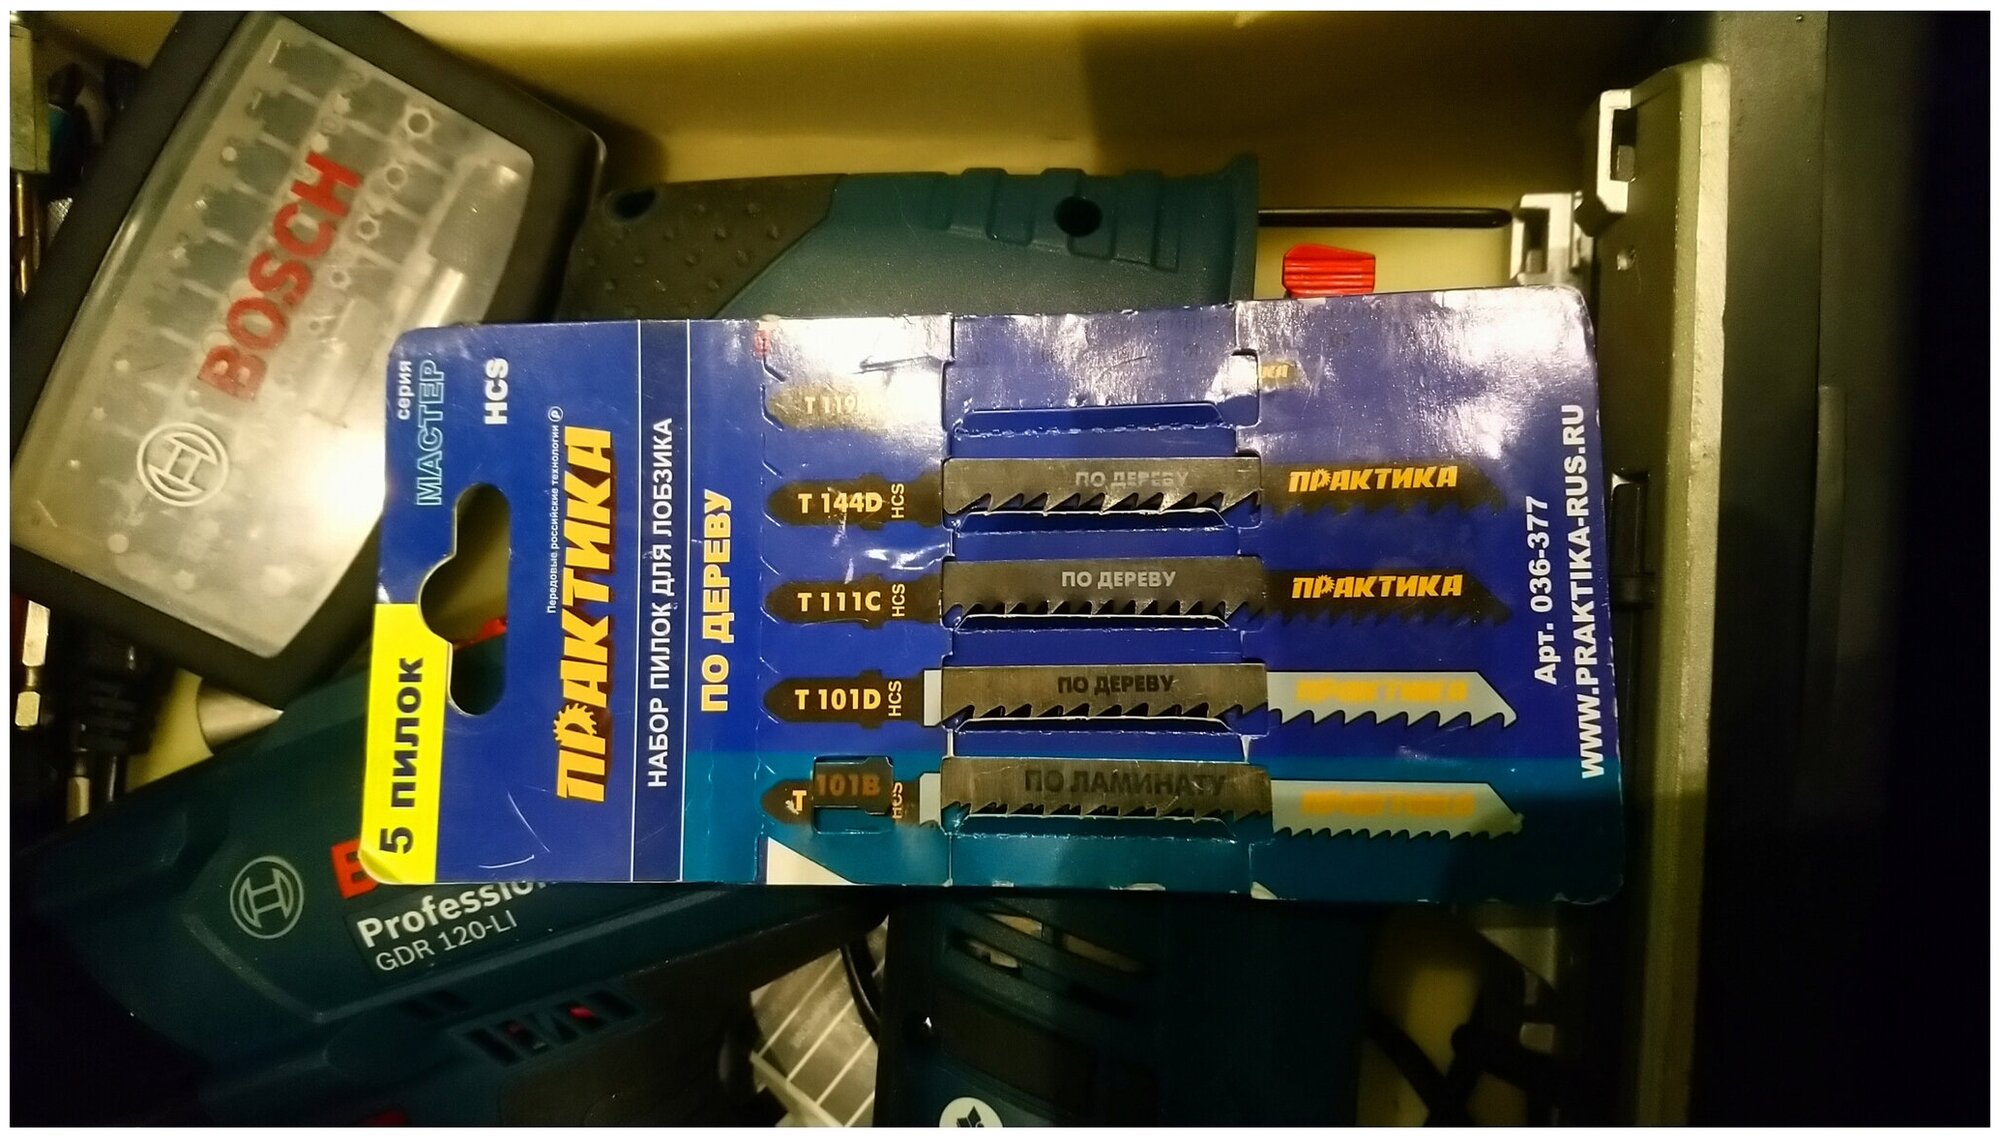 BOSCH
серия
МАСТЕР
HCS
5 ПИЛОК
Передовые российские технологии
ПРАКТИКА
НАБОР ПИЛОК ДЛЯ ЛОБЗИКА
ПО ДЕРЕВУ
T 119
T 144D HCS ПО ДЕРЕВУ ПРАКТИКА
T 111C HCS ПО ДЕРЕВУ ПРАКТИКА
T 101D HCS ПО ДЕРЕВУ ПРАКТИКА
T 101B HCS ПО ЛАМИНАТУ ПРАКТИКА
Арт. 036-377
WWW.PRAKTIKA-RUS.RU
GDR 120-LI